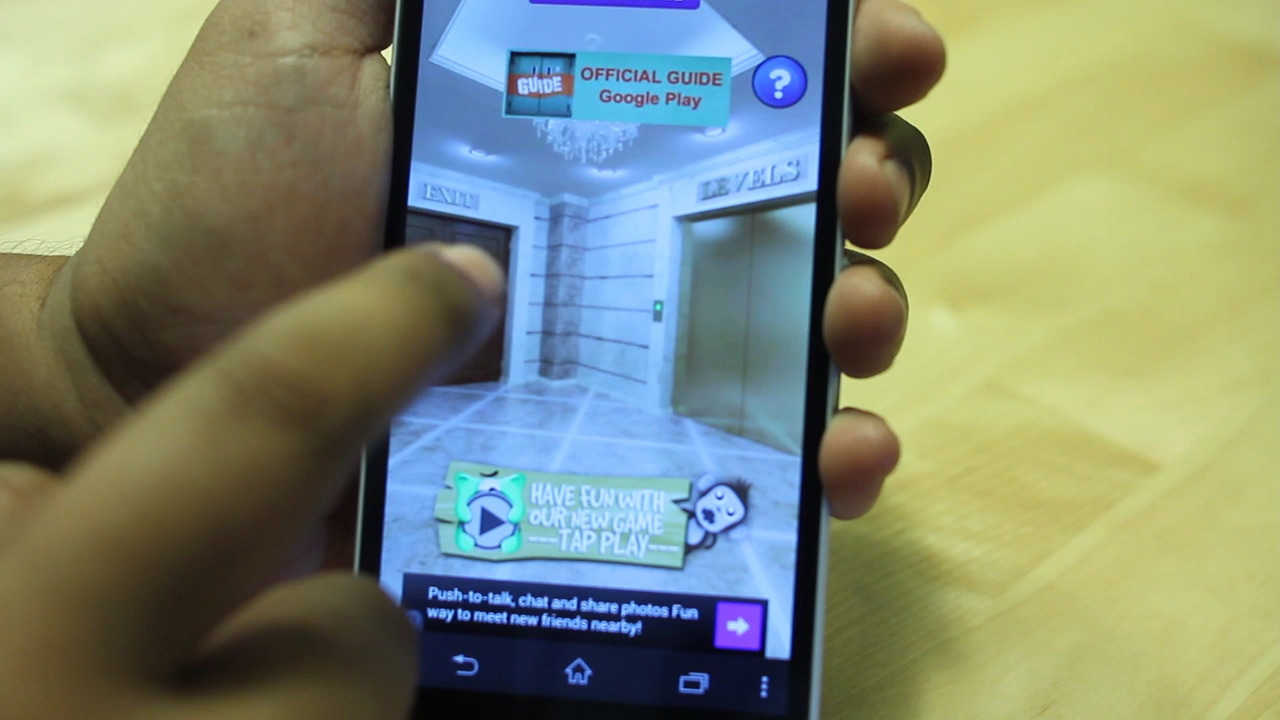 GUIDE
OFFICIAL GUIDE
Google Play
?
EXIT
LEVELS
HAVE FUN WITH
OUR NEW GAME
---TAP PLAY---
Push-to-talk, chat and share photos Fun
way to meet new friends nearby!